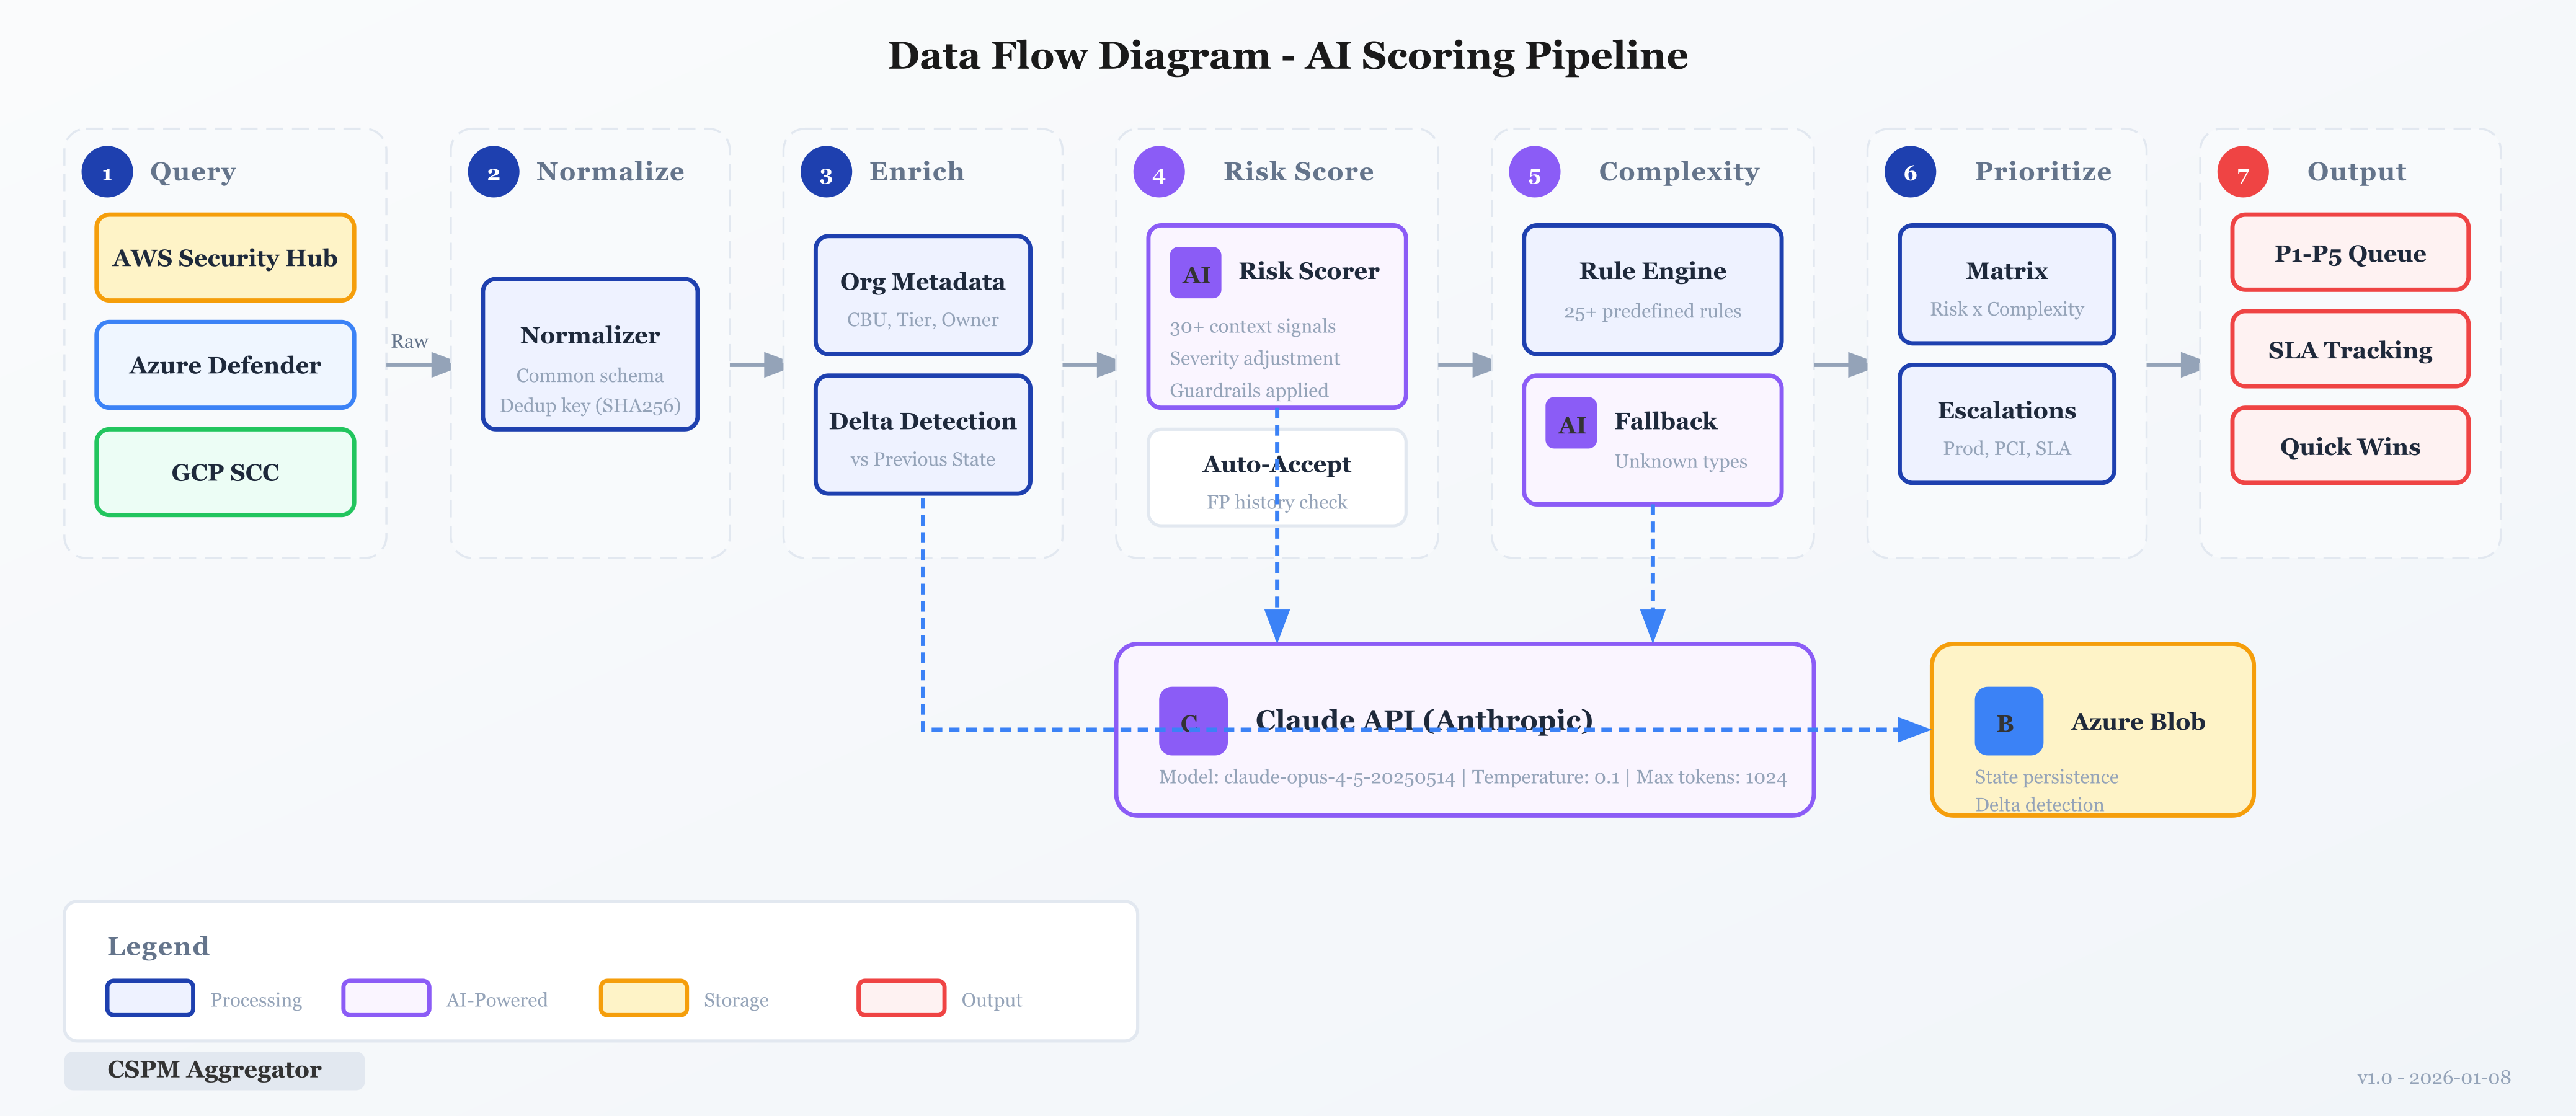 Data Flow Diagram - AI Scoring Pipeline
1 Query
AWS Security Hub
Azure Defender
GCP SCC
Raw
2 Normalize
Normalizer
Common schema
Dedup key (SHA256)
3 Enrich
Org Metadata
CBU, Tier, Owner
Delta Detection
vs Previous State
4 Risk Score
AI Risk Scorer
30+ context signals
Severity adjustment
Guardrails applied
Auto-Accept
FP history check
5 Complexity
Rule Engine
25+ predefined rules
AI Fallback
Unknown types
6 Prioritize
Matrix
Risk x Complexity
Escalations
Prod, PCI, SLA
7 Output
P1-P5 Queue
SLA Tracking
Quick Wins
C Claude API (Anthropic)
Model: claude-opus-4-5-20250514 | Temperature: 0.1 | Max tokens: 1024
B Azure Blob
State persistence
Delta detection
Legend
Processing
AI-Powered
Storage
Output
CSPM Aggregator
v1.0 - 2026-01-08